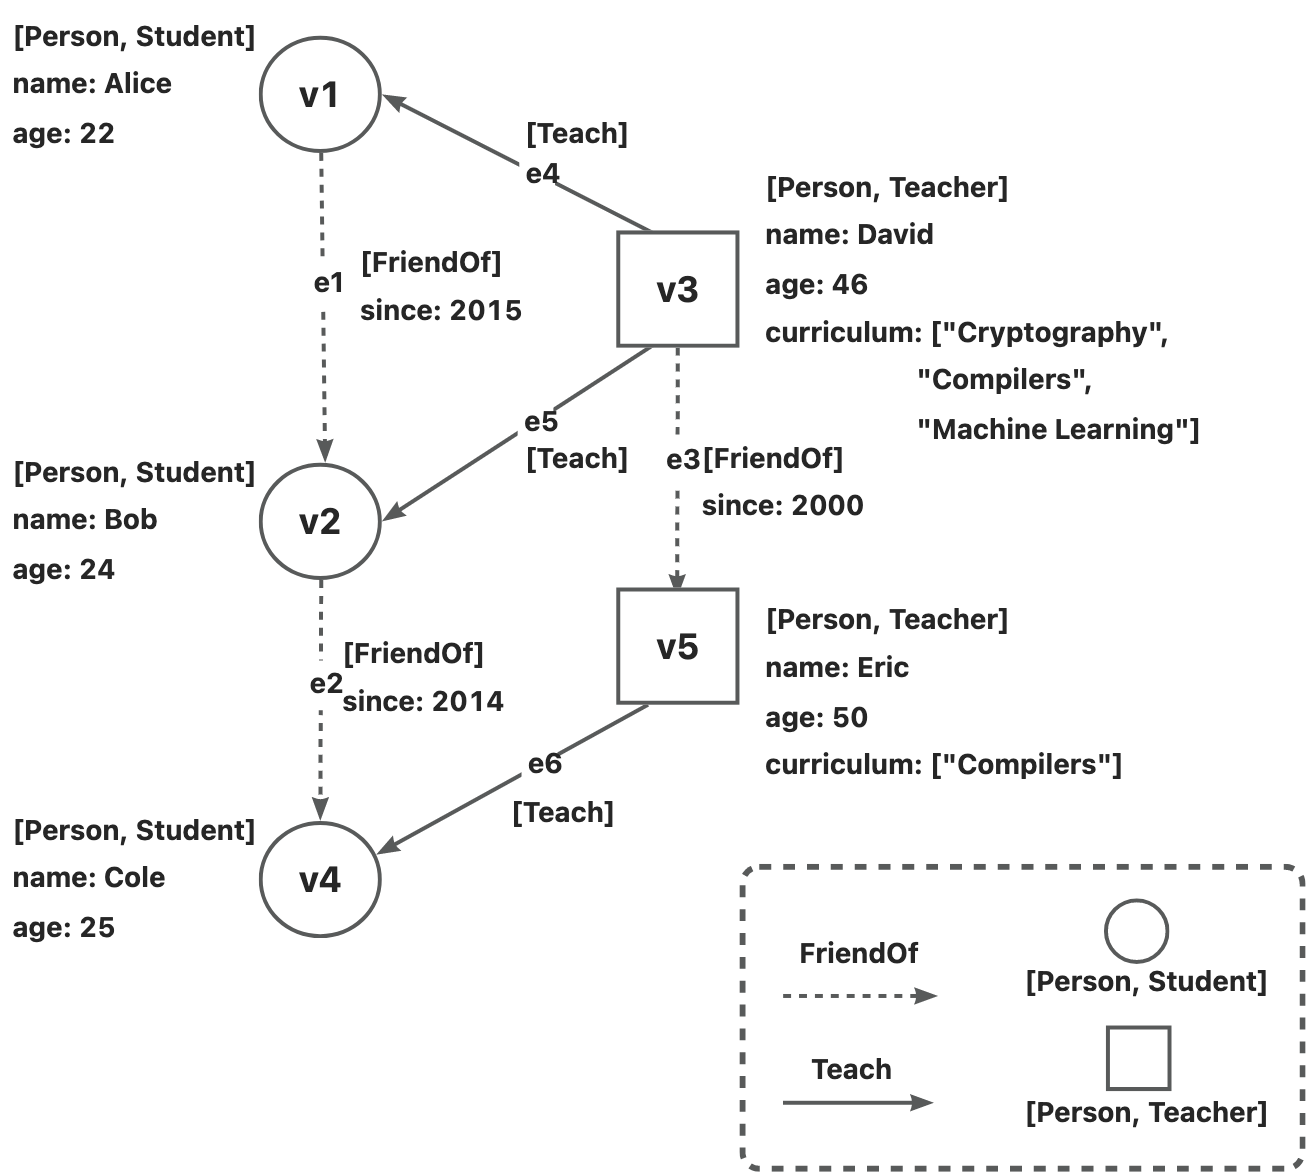 [Person, Student]
name: Alice
age: 22
v1
[Teach]
e4
[Person, Teacher]
name: David
age: 46
curriculum: ["Cryptography",
"Compilers",
"Machine Learning"]
v3
e1
[FriendOf]
since: 2015
e5
[Teach]
e3
[FriendOf]
since: 2000
[Person, Student]
name: Bob
age: 24
v2
[FriendOf]
e2
since: 2014
v5
[Person, Teacher]
name: Eric
age: 50
curriculum: ["Compilers"]
e6
[Teach]
[Person, Student]
name: Cole
age: 25
v4
FriendOf
[Person, Student]
Teach
[Person, Teacher]